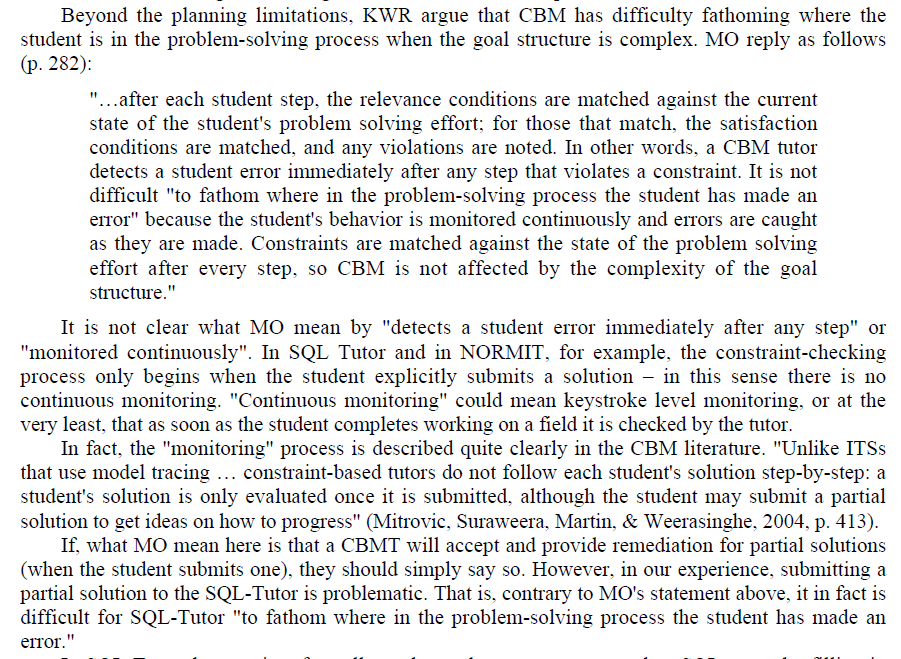 Beyond the planning limitations, KWR argue that CBM has difficulty fathoming where the
student is in the problem-solving process when the goal structure is complex. MO reply as follows
(p. 282):
"…after each student step, the relevance conditions are matched against the current
state of the student's problem solving effort; for those that match, the satisfaction
conditions are matched, and any violations are noted. In other words, a CBM tutor
detects a student error immediately after any step that violates a constraint. It is not
difficult "to fathom where in the problem-solving process the student has made an
error" because the student's behavior is monitored continuously and errors are caught
as they are made. Constraints are matched against the state of the problem solving
effort after every step, so CBM is not affected by the complexity of the goal
structure."
It is not clear what MO mean by "detects a student error immediately after any step" or
"monitored continuously". In SQL Tutor and in NORMIT, for example, the constraint-checking
process only begins when the student explicitly submits a solution – in this sense there is no
continuous monitoring. "Continuous monitoring" could mean keystroke level monitoring, or at the
very least, that as soon as the student completes working on a field it is checked by the tutor.
In fact, the "monitoring" process is described quite clearly in the CBM literature. "Unlike ITSs
that use model tracing … constraint-based tutors do not follow each student's solution step-by-step: a
student's solution is only evaluated once it is submitted, although the student may submit a partial
solution to get ideas on how to progress" (Mitrovic, Suraweera, Martin, & Weerasinghe, 2004, p. 413).
If, what MO mean here is that a CBMT will accept and provide remediation for partial solutions
(when the student submits one), they should simply say so. However, in our experience, submitting a
partial solution to the SQL-Tutor is problematic. That is, contrary to MO's statement above, it in fact is
difficult for SQL-Tutor "to fathom where in the problem-solving process the student has made an
error."